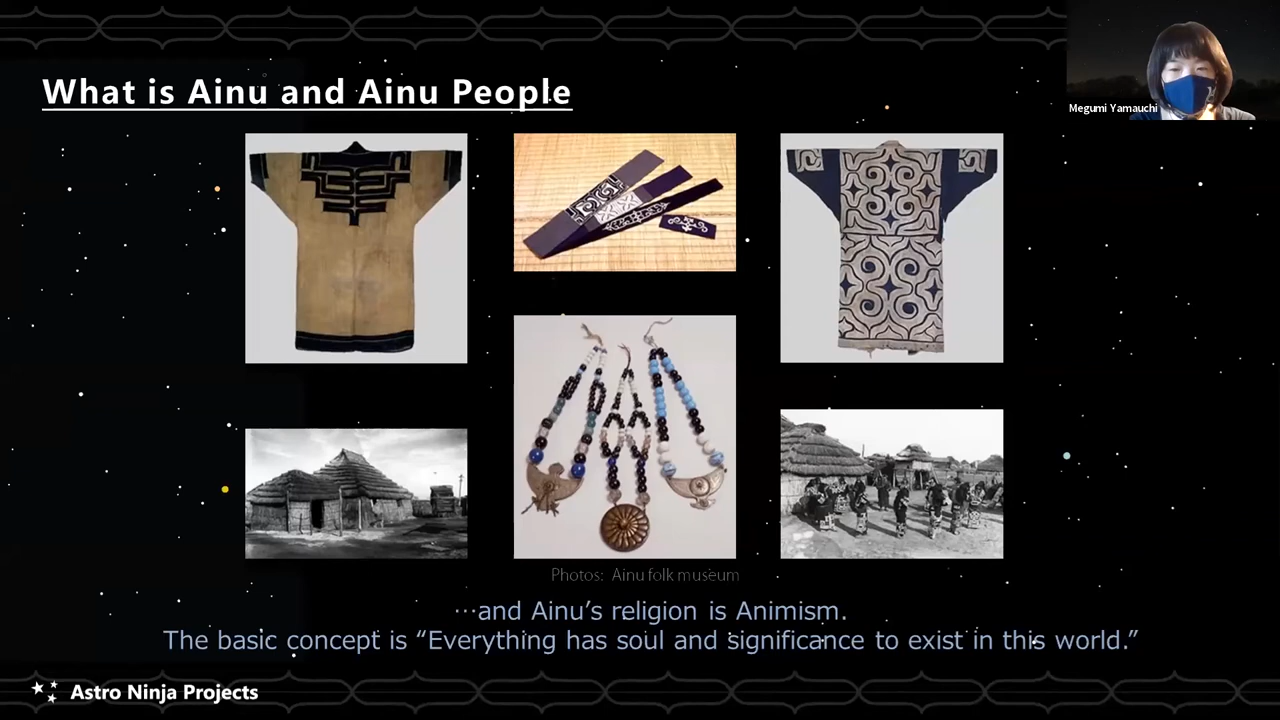 What is Ainu and Ainu People
Megumi Yamauchi
Photos: Ainu folk museum
…and Ainu’s religion is Animism.
The basic concept is “Everything has soul and significance to exist in this world.”
Astro Ninja Projects